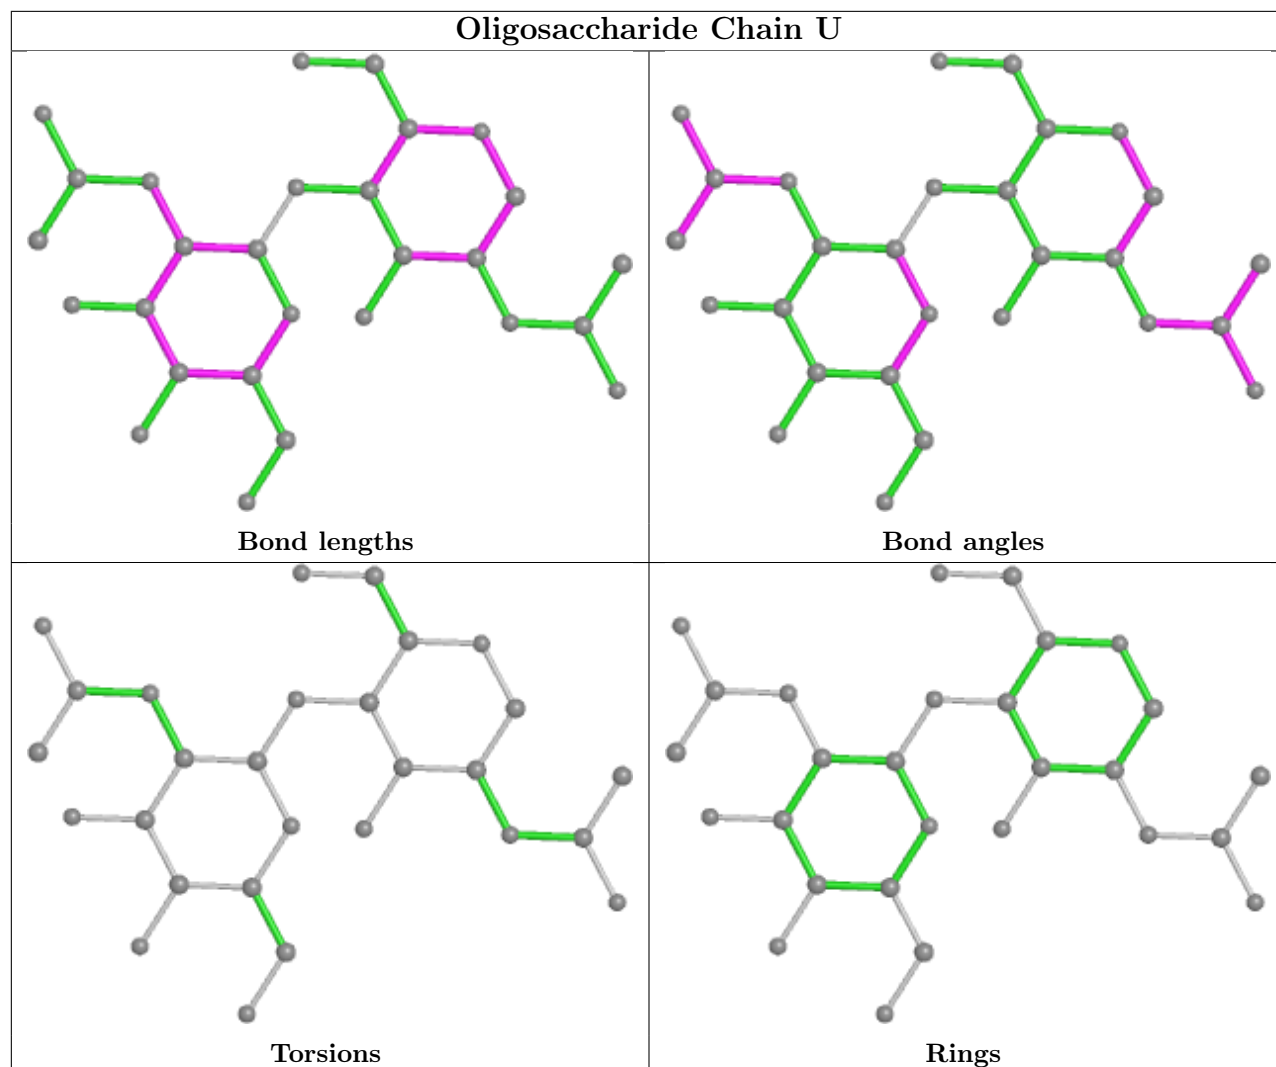 Oligosaccharide Chain U
Bond lengths
Bond angles
Torsions
Rings